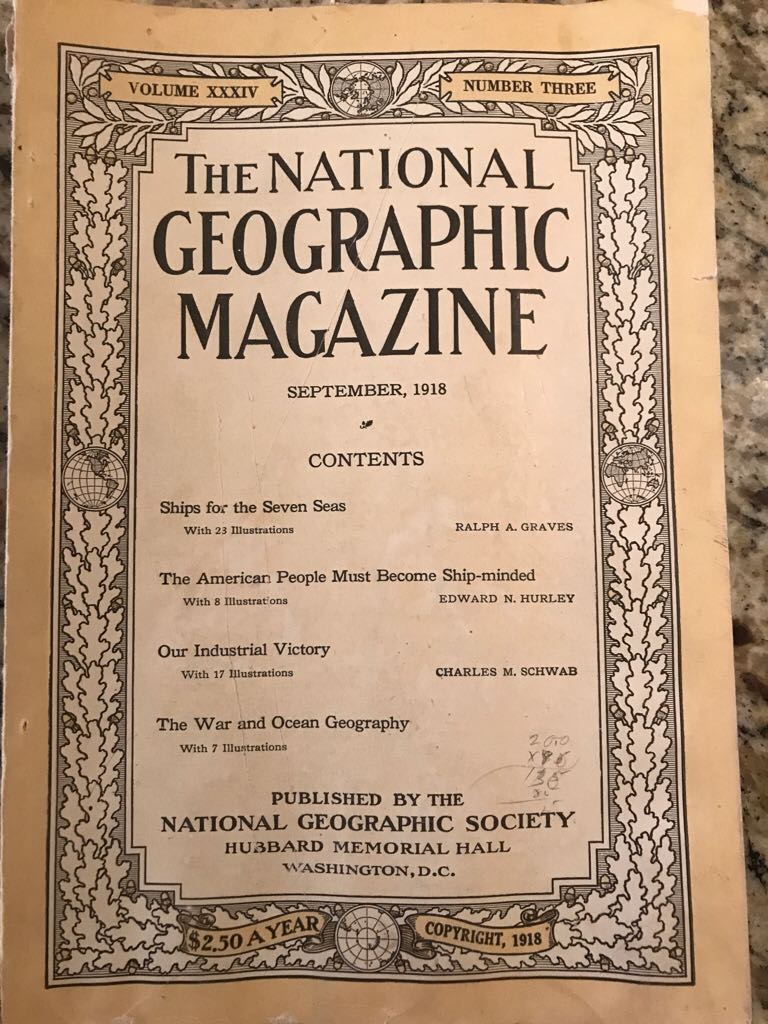 VOLUME XXXIV
NUMBER THREE
THE NATIONAL
GEOGRAPHIC
MAGAZINE
SEPTEMBER, 1918
CONTENTS
Ships for the Seven Seas
With 23 Illustrations RALPH A. GRAVES
The American People Must Become Ship-minded
With 8 Illustrations EDWARD N. HURLEY
Our Industrial Victory
With 17 Illustrations CHARLES M. SCHWAB
The War and Ocean Geography
With 7 Illustrations
PUBLISHED BY THE
NATIONAL GEOGRAPHIC SOCIETY
HUBBARD MEMORIAL HALL
WASHINGTON, D.C.
$2.50 A YEAR
COPYRIGHT, 1918